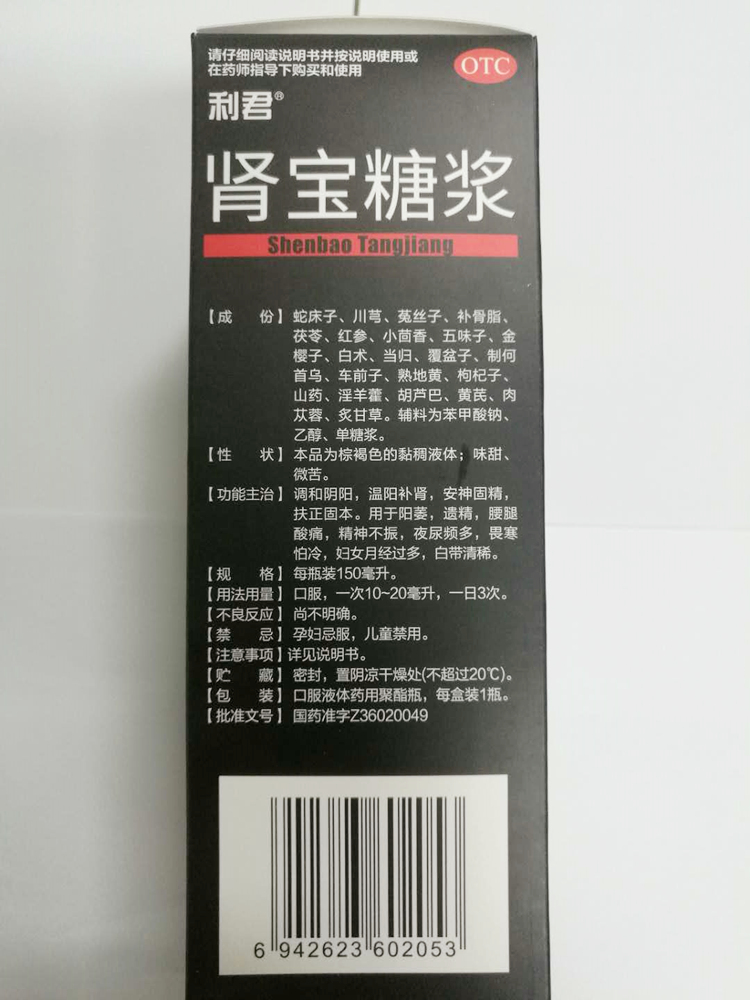 请仔细阅读说明书并按说明使用或
在药师指导下购买和使用
OTC
利君®
肾宝糖浆
Shenbao Tangjiang
【成 份】蛇床子、川芎、菟丝子、补骨脂、
茯苓、红参、小茴香、五味子、金
樱子、白术、当归、覆盆子、制何
首乌、车前子、熟地黄、枸杞子、
山药、淫羊藿、胡芦巴、黄芪、肉
苁蓉、炙甘草。辅料为苯甲酸钠、
乙醇、单糖浆。
【性 状】本品为棕褐色的黏稠液体；味甜、
微苦。
【功能主治】调和阴阳，温阳补肾，安神固精，
扶正固本。用于阳萎，遗精，腰腿
酸痛，精神不振，夜尿频多，畏寒
怕冷，妇女月经过多，白带清稀。
【规 格】每瓶装150毫升。
【用法用量】口服，一次10~20毫升，一日3次。
【不良反应】尚不明确。
【禁 忌】孕妇忌服，儿童禁用。
【注意事项】详见说明书。
【贮 藏】密封，置阴凉干燥处(不超过20℃)。
【包 装】口服液体药用聚酯瓶，每盒装1瓶。
【批准文号】国药准字Z36020049
6 942623 602053